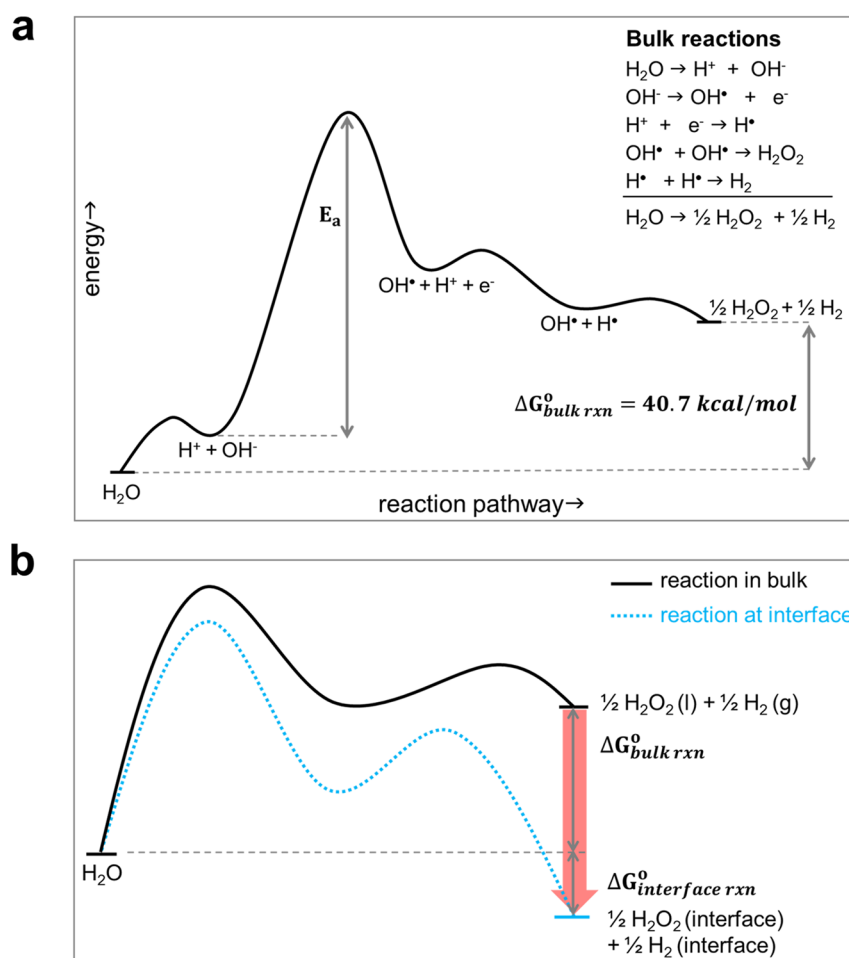 a
Bulk reactions
H₂O → H⁺ + OH⁻
OH⁻ → OH• + e⁻
H⁺ + e⁻ → H•
OH• + OH• → H₂O₂
H• + H• → H₂
H₂O → ½ H₂O₂ + ½ H₂
energy→
Eₐ
OH• + H⁺ + e⁻
½ H₂O₂ + ½ H₂
OH• + H•
ΔG°bulk rxn = 40.7 kcal/mol
H⁺ + OH⁻
H₂O
reaction pathway→
b
reaction in bulk
reaction at interface
½ H₂O₂ (l) + ½ H₂ (g)
ΔG°bulk rxn
H₂O
ΔG°interface rxn
½ H₂O₂ (interface)
+ ½ H₂ (interface)